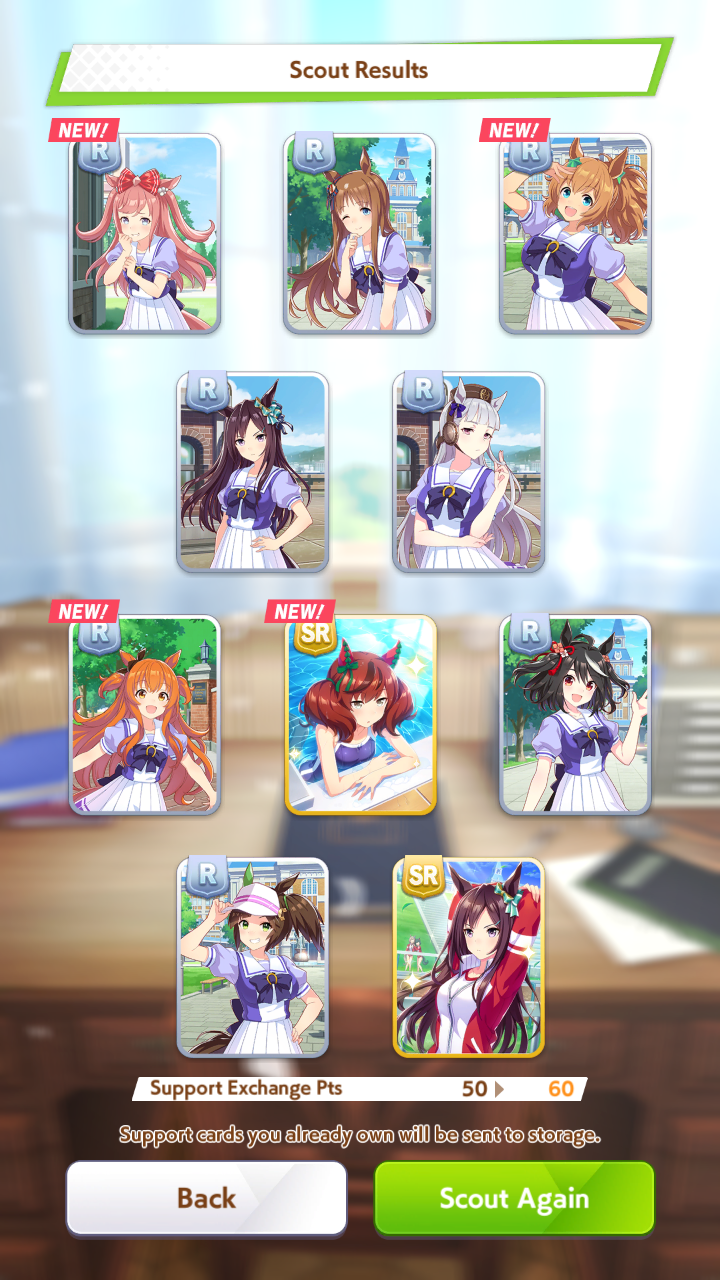 Scout Results
NEW!
R
R
NEW!
R
R
R
NEW!
R
NEW!
SR
R
R
SR
Support Exchange Pts 50 60
Support cards you already own will be sent to storage.
Back
Scout Again